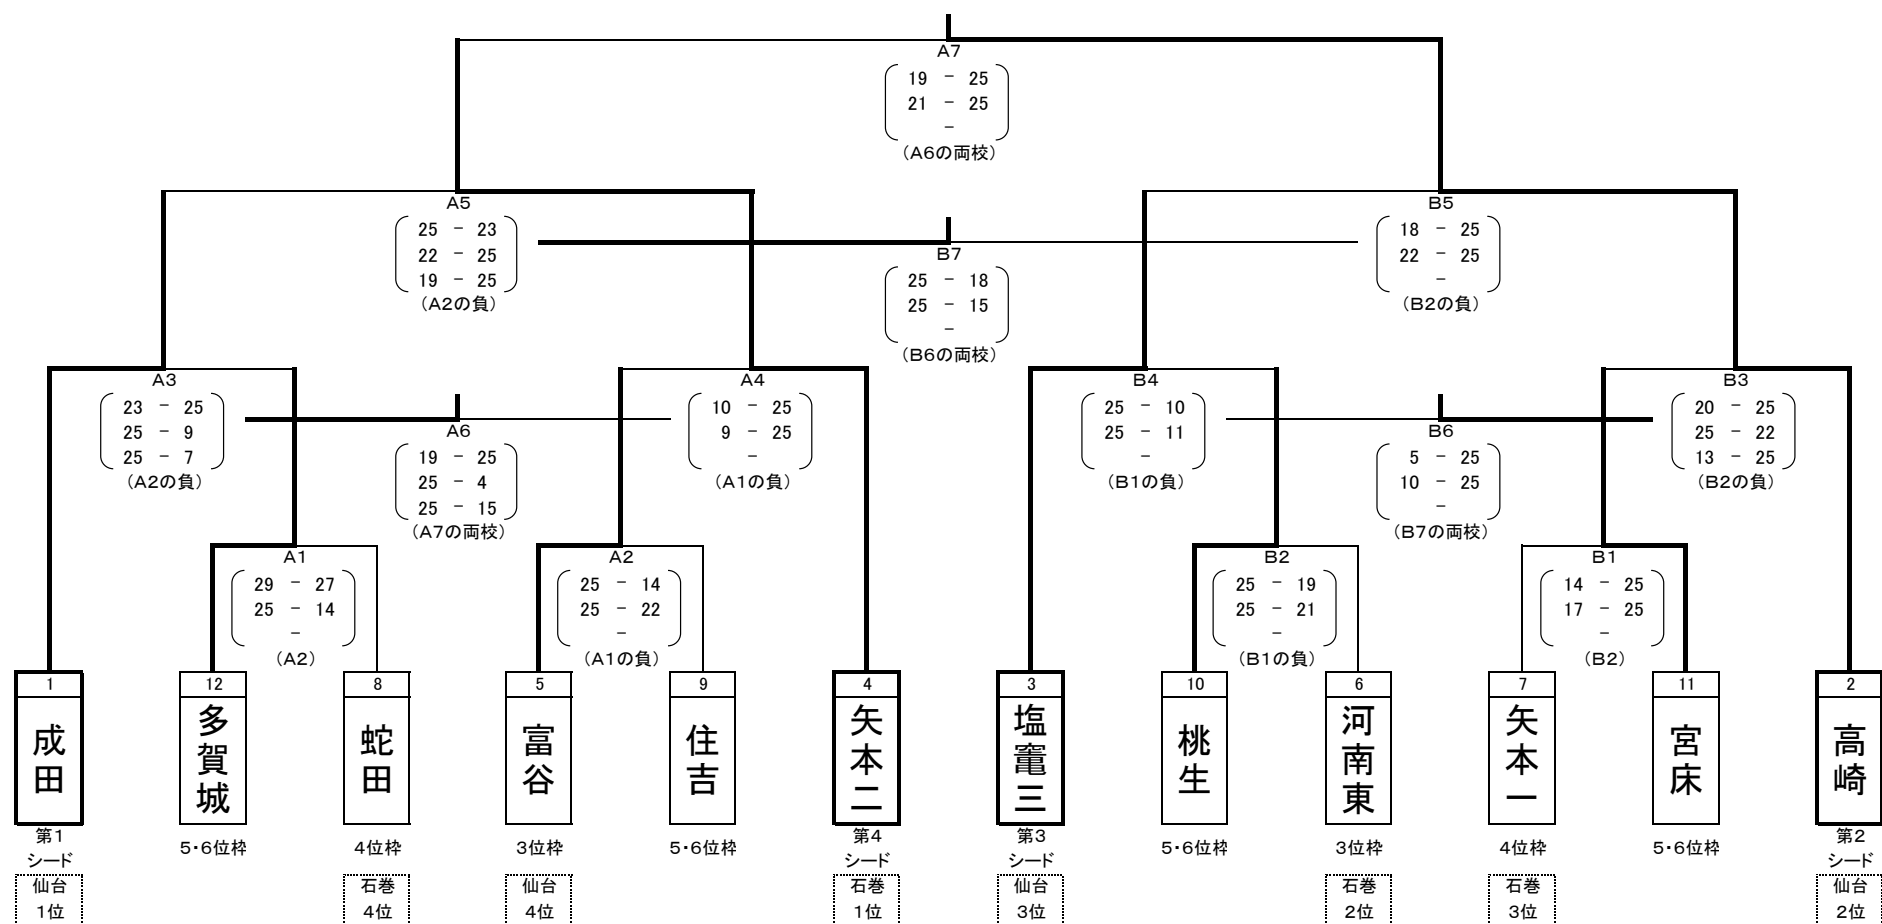 A7
19 - 25
21 - 25
-
(A6の両校)
A5
25 - 23
22 - 25
19 - 25
(A2の負)
B5
18 - 25
22 - 25
-
(B2の負)
B7
25 - 18
25 - 15
-
(B6の両校)
A3
23 - 25
25 - 9
25 - 7
(A2の負)
A4
10 - 25
9 - 25
-
(A1の負)
B4
25 - 10
25 - 11
-
(B1の負)
B3
20 - 25
25 - 22
13 - 25
(B2の負)
A6
19 - 25
25 - 4
25 - 15
(A7の両校)
B6
5 - 25
10 - 25
-
(B7の両校)
A1
29 - 27
25 - 14
-
(A2)
A2
25 - 14
25 - 22
-
(A1の負)
B2
25 - 19
25 - 21
-
(B1の負)
B1
14 - 25
17 - 25
-
(B2)
1
成田
第1
シード
仙台
1位
12
多賀城
5・6位枠
8
蛇田
4位枠
石巻
4位
5
富谷
3位枠
仙台
4位
9
住吉
5・6位枠
4
矢本二
第4
シード
石巻
1位
3
塩竈三
第3
シード
仙台
3位
10
桃生
5・6位枠
6
河南東
3位枠
石巻
2位
7
矢本一
4位枠
石巻
3位
11
宮床
5・6位枠
2
高崎
第2
シード
仙台
2位